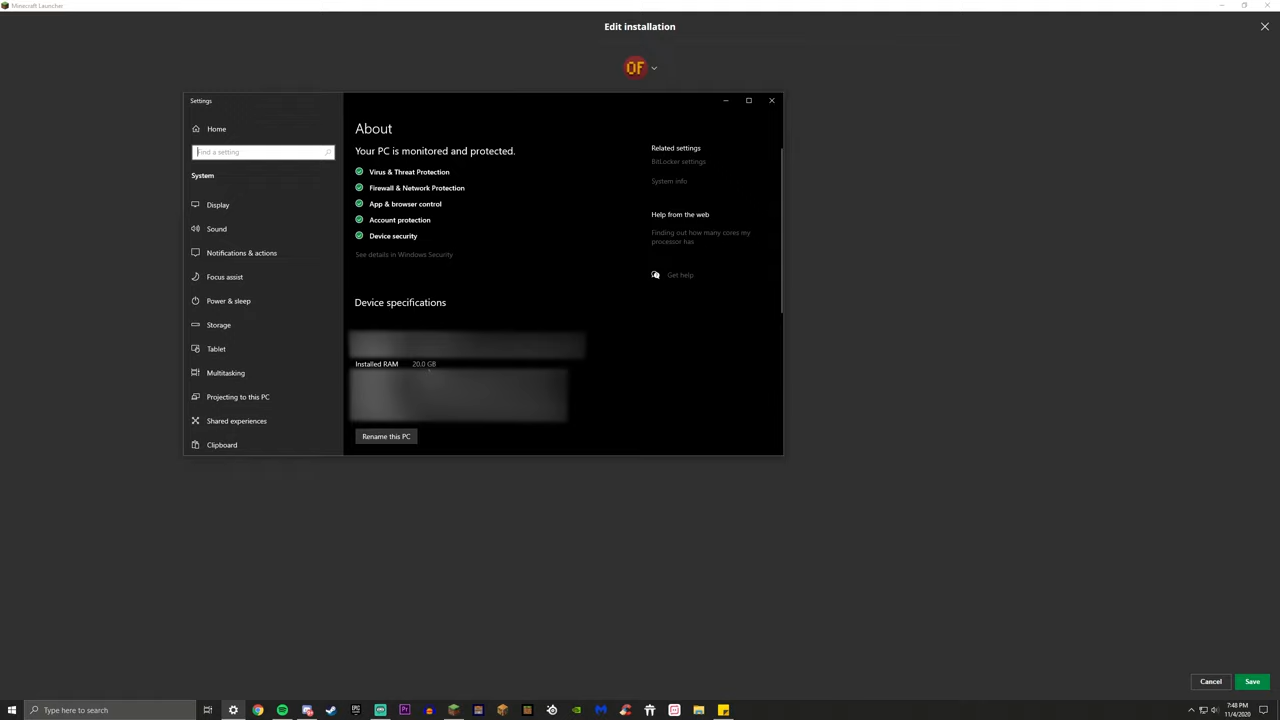 Minecraft Launcher
Edit installation
OF
Settings
Home
Find a setting
System
Display
Sound
Notifications & actions
Focus assist
Power & sleep
Storage
Tablet
Multitasking
Projecting to this PC
Shared experiences
Clipboard
About
Your PC is monitored and protected.
Virus & Threat Protection
Firewall & Network Protection
App & browser control
Account protection
Device security
See details in Windows Security
Device specifications
Installed RAM 20.0 GB
Rename this PC
Related settings
BitLocker settings
System info
Help from the web
Finding out how many cores my
processor has
Get help
Cancel
Save
Type here to search
EPIC
Pr
7:48 PM
11/4/2020